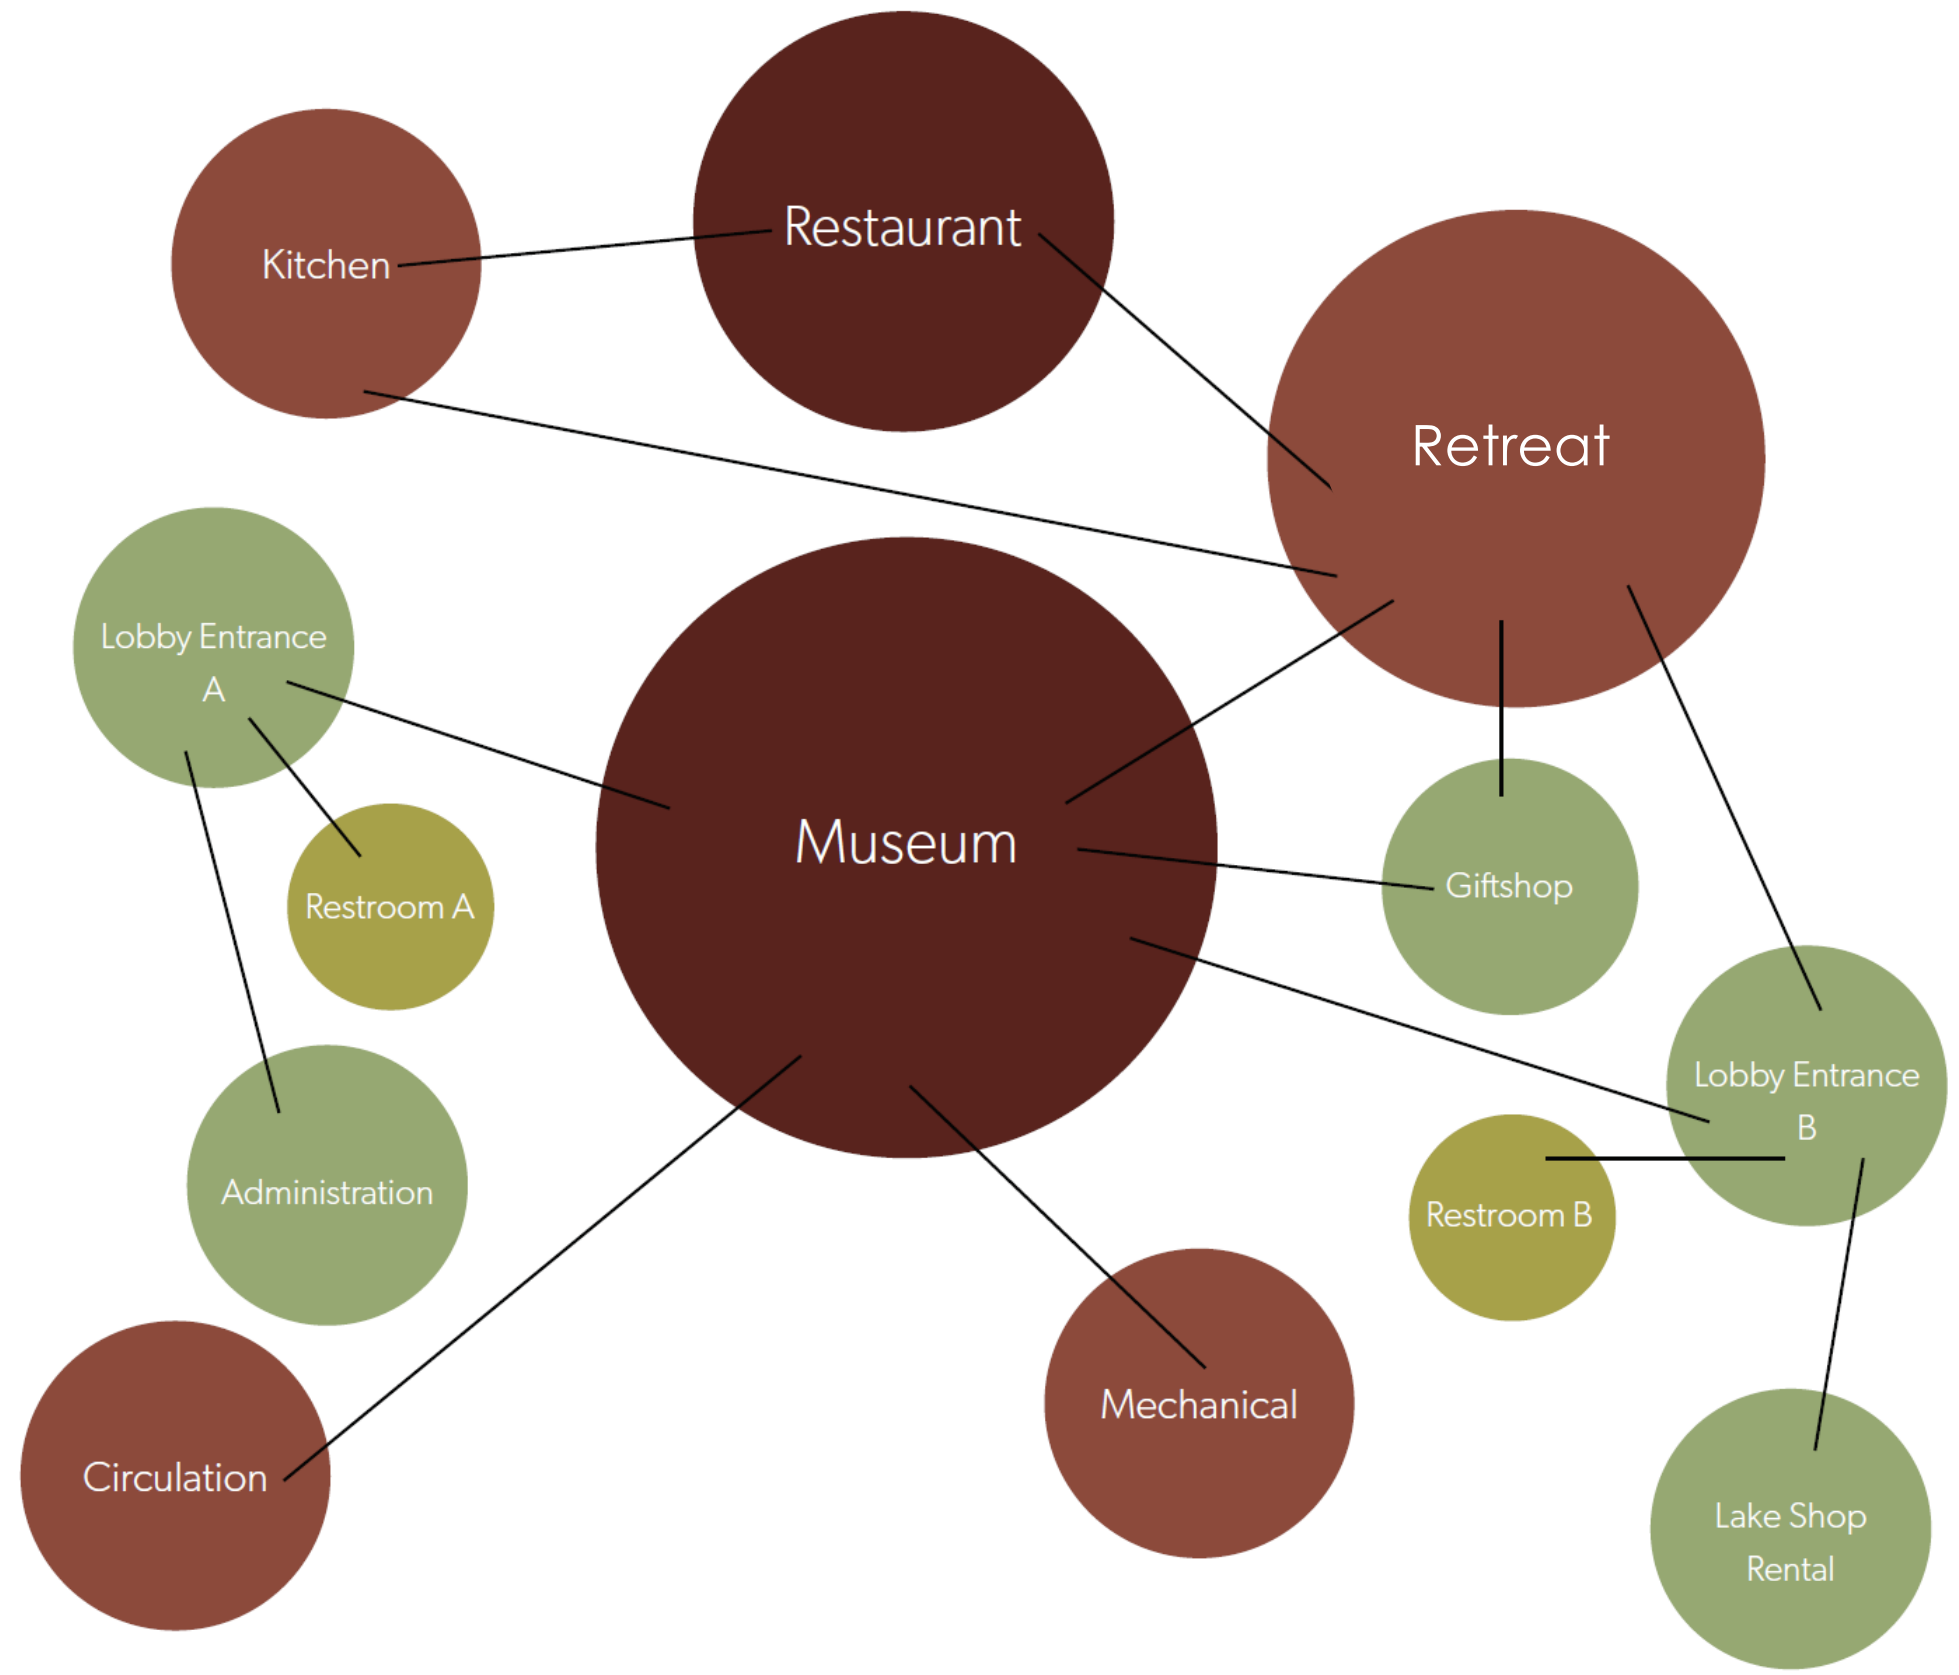 Restaurant
Kitchen
Retreat
Lobby Entrance
A
Museum
Giftshop
Restroom A
Lobby Entrance
B
Administration
Restroom B
Mechanical
Circulation
Lake Shop
Rental